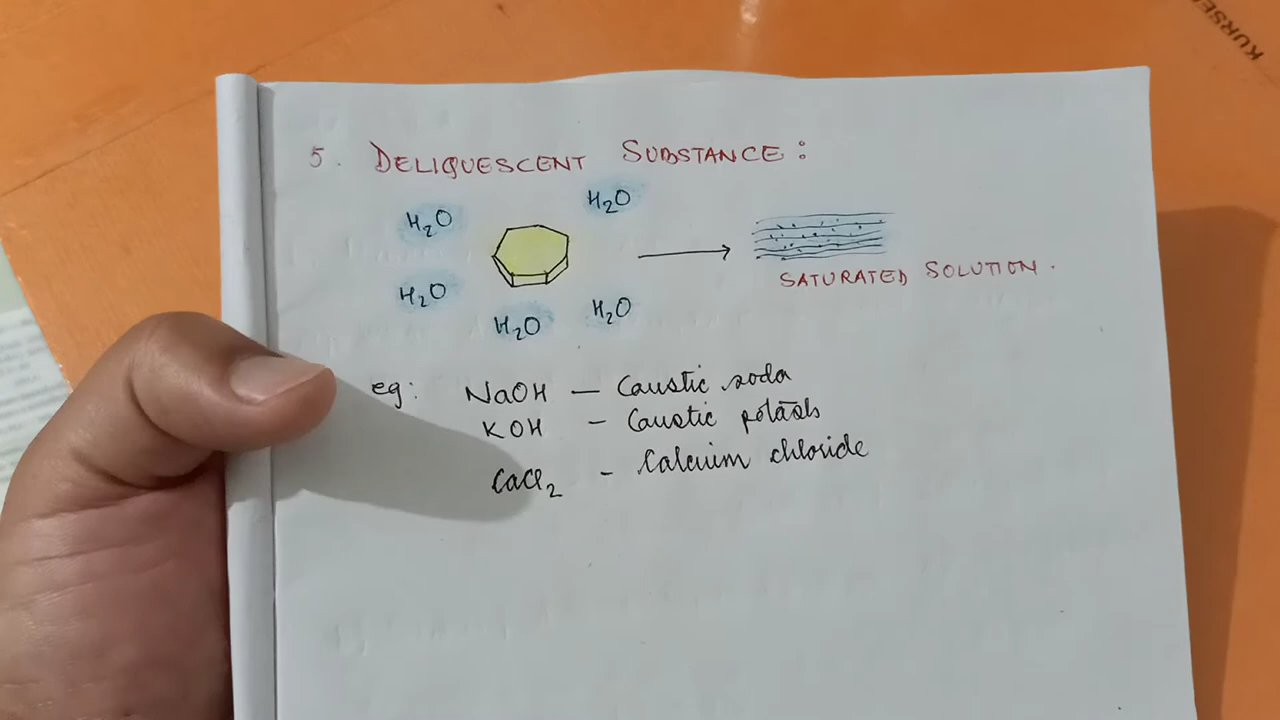 KURSE
5. DELIQUESCENT SUBSTANCE:
H₂O
H₂O
H₂O
H₂O
H₂O
SATURATED SOLUTION.
eg: NaOH — Caustic soda
KOH – Caustic potash
CaCl₂ – Calcium chloride